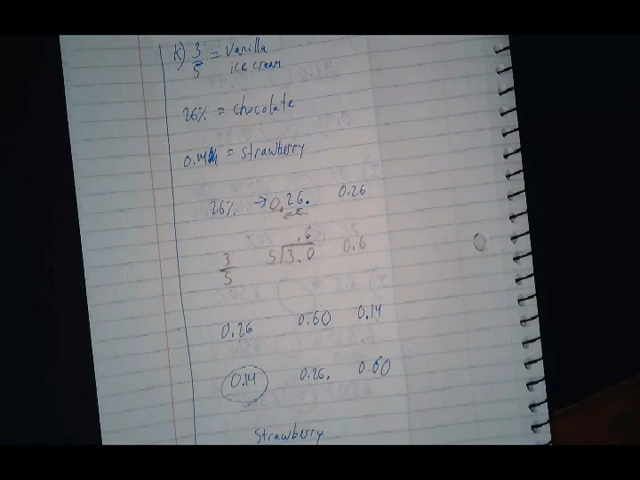 K) 3/5 = Vanilla
ice cream
26% = chocolate
0.14 = strawberry
26% → 0.26. 0.26
3/5 5)3.0 .6 0.6
0.26 0.60 0.14
0.14 0.26. 0.60
Strawberry